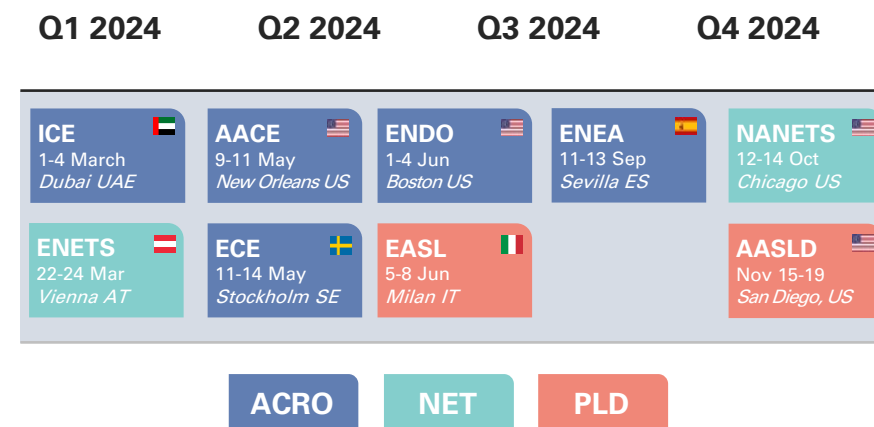 Q1 2024
Q2 2024
Q3 2024
Q4 2024
ICE
1-4 March
Dubai UAE
AACE
9-11 May
New Orleans US
ENDO
1-4 Jun
Boston US
ENEA
11-13 Sep
Sevilla ES
NANETS
12-14 Oct
Chicago US
ENETS
22-24 Mar
Vienna AT
ECE
11-14 May
Stockholm SE
EASL
5-8 Jun
Milan IT
AASLD
Nov 15-19
San Diego, US
ACRO
NET
PLD